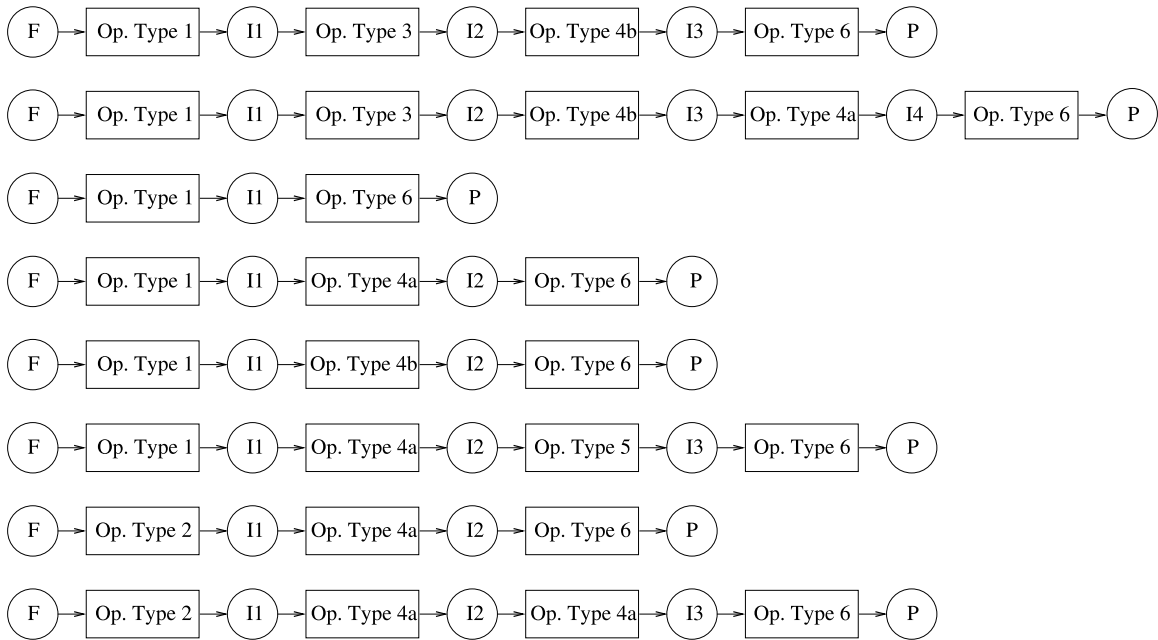 F Op. Type 1 I1 Op. Type 3 I2 Op. Type 4b I3 Op. Type 6 P
F Op. Type 1 I1 Op. Type 3 I2 Op. Type 4b I3 Op. Type 4a I4 Op. Type 6 P
F Op. Type 1 I1 Op. Type 6 P
F Op. Type 1 I1 Op. Type 4a I2 Op. Type 6 P
F Op. Type 1 I1 Op. Type 4b I2 Op. Type 6 P
F Op. Type 1 I1 Op. Type 4a I2 Op. Type 5 I3 Op. Type 6 P
F Op. Type 2 I1 Op. Type 4a I2 Op. Type 6 P
F Op. Type 2 I1 Op. Type 4a I2 Op. Type 4a I3 Op. Type 6 P